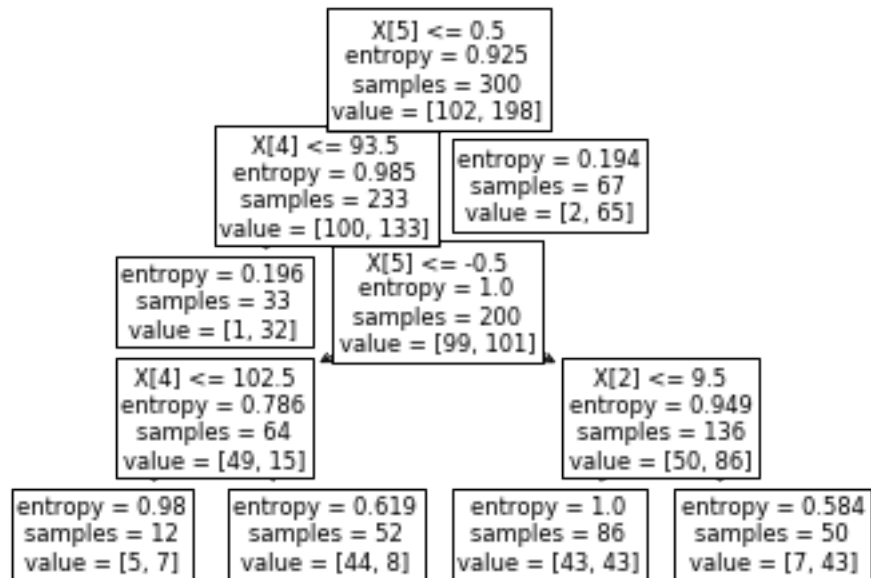 X[5] <= 0.5
entropy = 0.925
samples = 300
value = [102, 198]
X[4] <= 93.5
entropy = 0.985
samples = 233
value = [100, 133]
entropy = 0.194
samples = 67
value = [2, 65]
entropy = 0.196
samples = 33
value = [1, 32]
X[5] <= -0.5
entropy = 1.0
samples = 200
value = [99, 101]
X[4] <= 102.5
entropy = 0.786
samples = 64
value = [49, 15]
X[2] <= 9.5
entropy = 0.949
samples = 136
value = [50, 86]
entropy = 0.98
samples = 12
value = [5, 7]
entropy = 0.619
samples = 52
value = [44, 8]
entropy = 1.0
samples = 86
value = [43, 43]
entropy = 0.584
samples = 50
value = [7, 43]